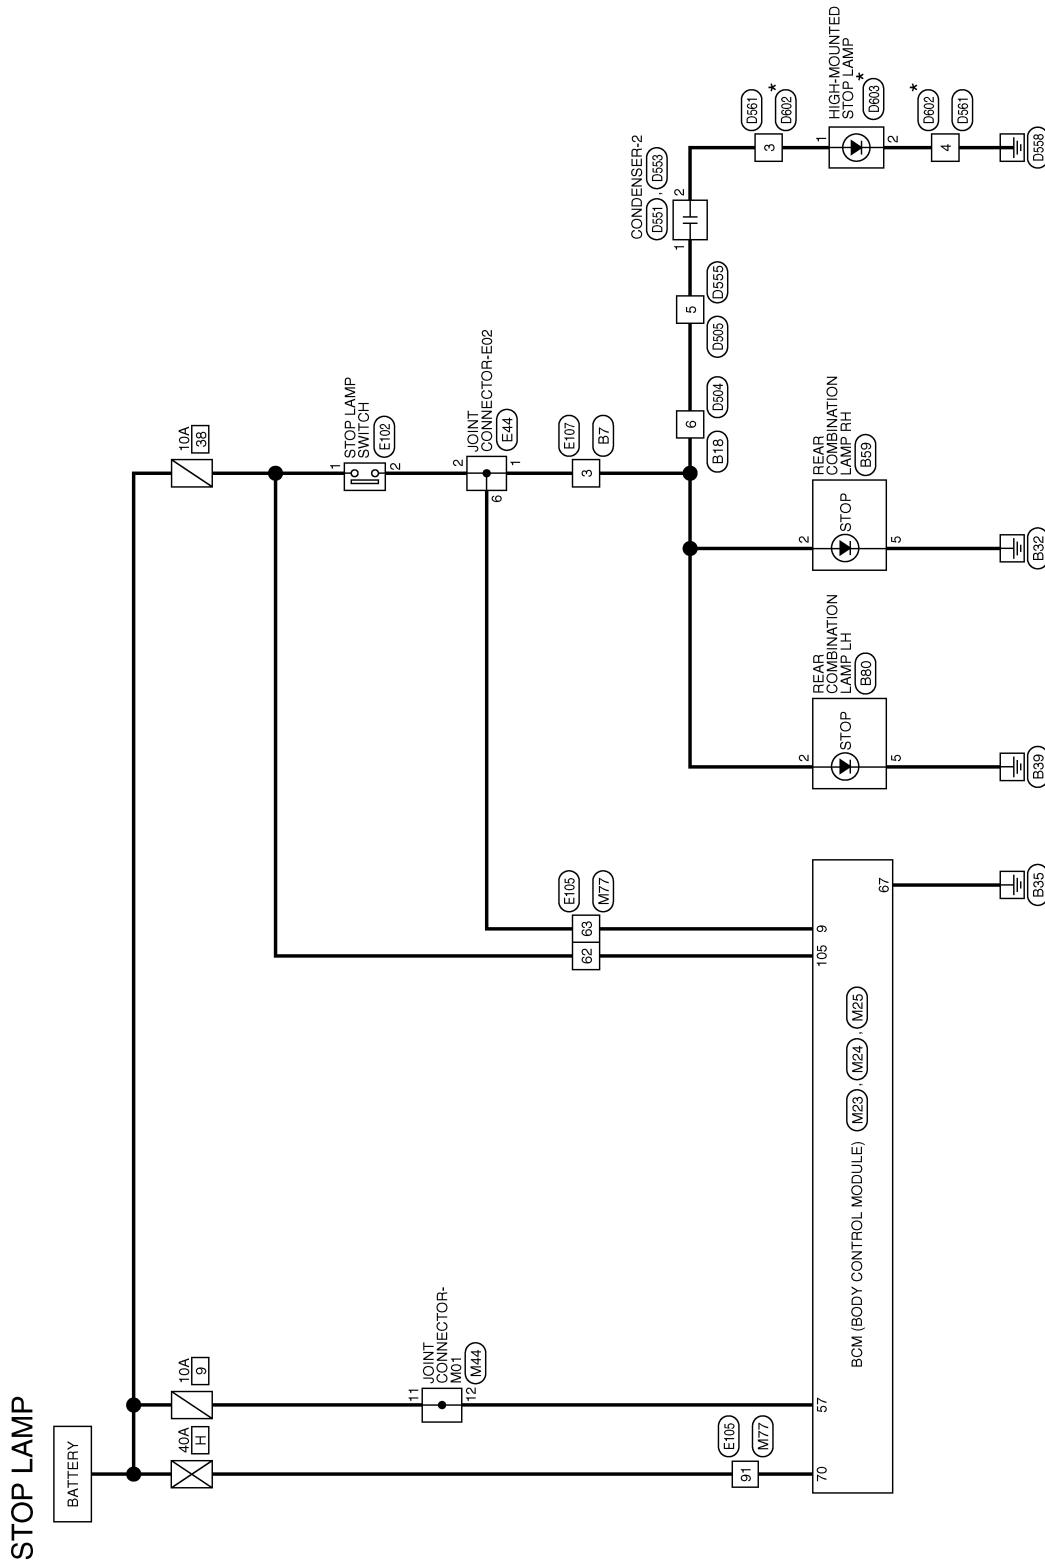 STOP LAMP
BATTERY
40A
H
10A
9
10A
38
JOINT
CONNECTOR-
M01
M44
11
12
E105
M77
91
70
57
BCM (BODY CONTROL MODULE)
M23 , M24 , M25
105
9
67
B35
E105
M77
62
63
STOP LAMP
SWITCH
E102
1
2
JOINT
CONNECTOR-E02
E44
2
1
6
E107
B7
3
REAR
COMBINATION
LAMP LH
B80
STOP
2
5
B39
REAR
COMBINATION
LAMP RH
B59
STOP
2
5
B32
B18
D504
6
D505
D555
5
CONDENSER-2
D551 , D553
1
2
D561
D602
*
3
HIGH-MOUNTED
STOP LAMP
*
D603
1
2
*
D602
D561
4
D558